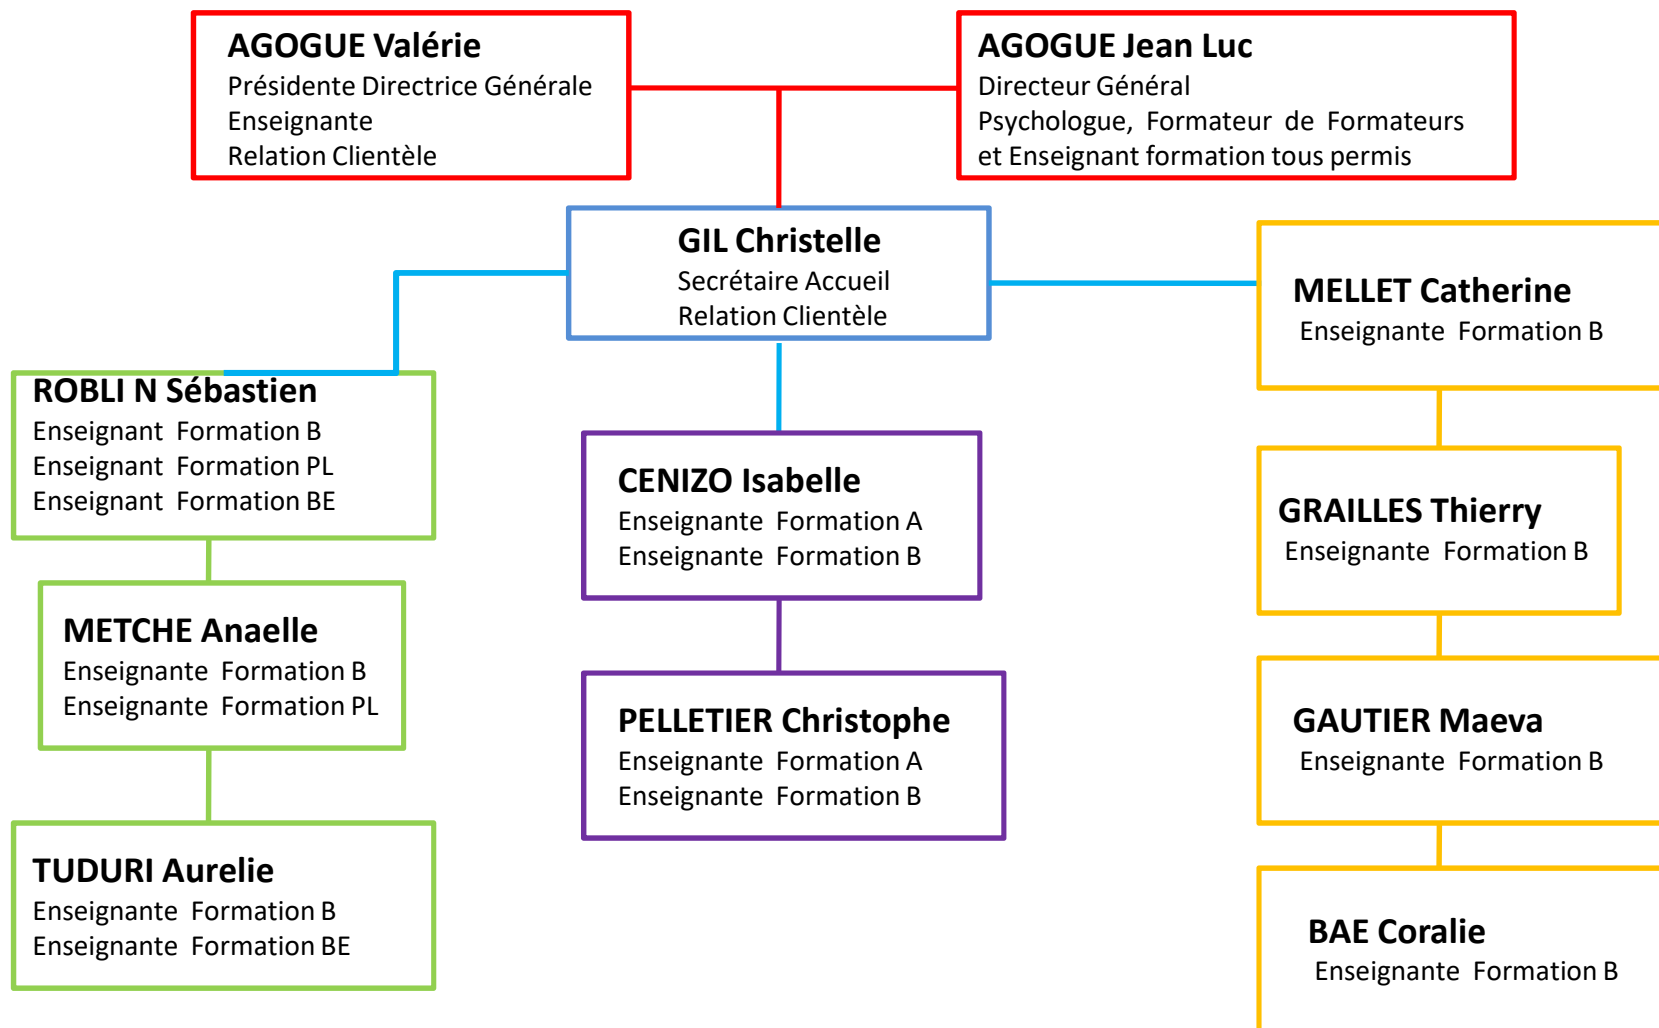 AGOGUE Valérie
Présidente Directrice Générale
Enseignante
Relation Clientèle
AGOGUE Jean Luc
Directeur Général
Psychologue, Formateur de Formateurs
et Enseignant formation tous permis
GIL Christelle
Secrétaire Accueil
Relation Clientèle
ROBLI N Sébastien
Enseignant Formation B
Enseignant Formation PL
Enseignant Formation BE
METCHE Anaelle
Enseignante Formation B
Enseignante Formation PL
TUDURI Aurelie
Enseignante Formation B
Enseignante Formation BE
CENIZO Isabelle
Enseignante Formation A
Enseignante Formation B
PELLETIER Christophe
Enseignante Formation A
Enseignante Formation B
MELLET Catherine
Enseignante Formation B
GRAILLES Thierry
Enseignante Formation B
GAUTIER Maeva
Enseignante Formation B
BAE Coralie
Enseignante Formation B